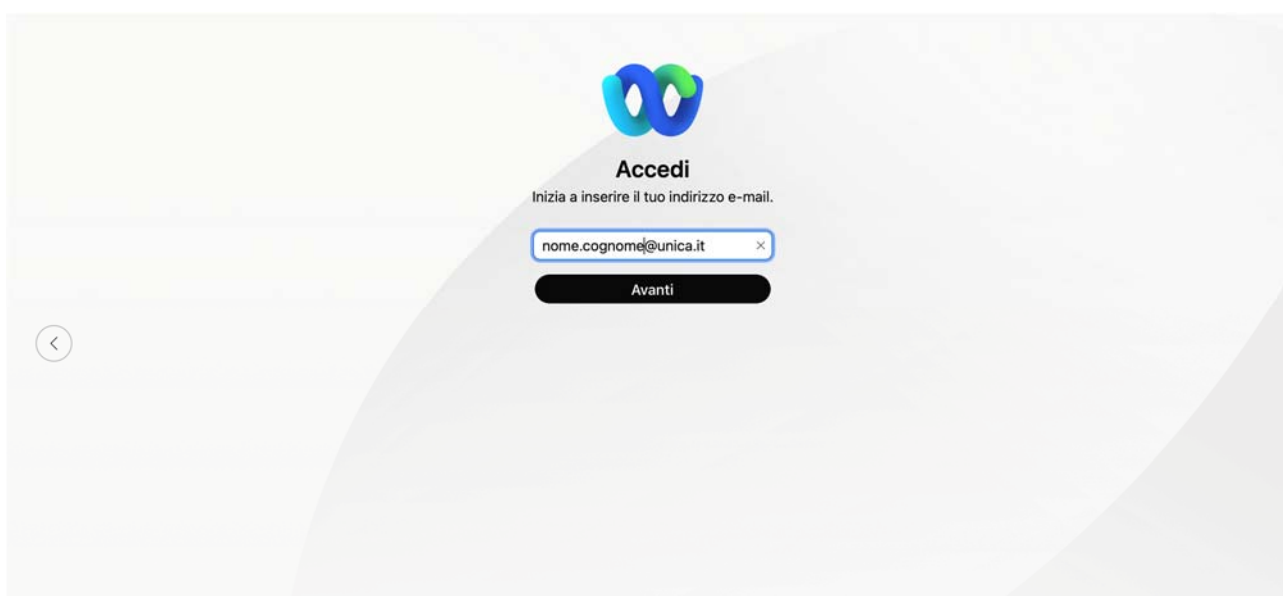 Accedi
Inizia a inserire il tuo indirizzo e-mail.
nome.cognome@unica.it
Avanti